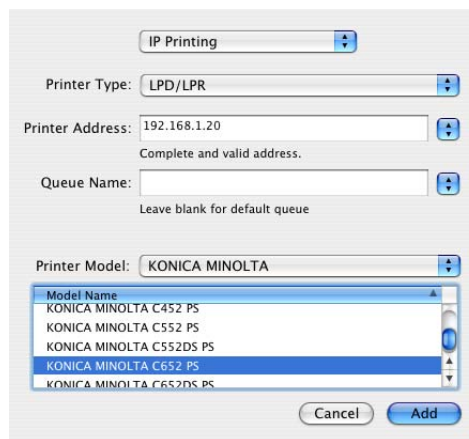 IP Printing
Printer Type: LPD/LPR
Printer Address: 192.168.1.20
Complete and valid address.
Queue Name:
Leave blank for default queue
Printer Model: KONICA MINOLTA
Model Name
KONICA MINOLTA C452 PS
KONICA MINOLTA C552 PS
KONICA MINOLTA C552DS PS
KONICA MINOLTA C652 PS
KONICA MINOLTA C652DS PS
Cancel Add